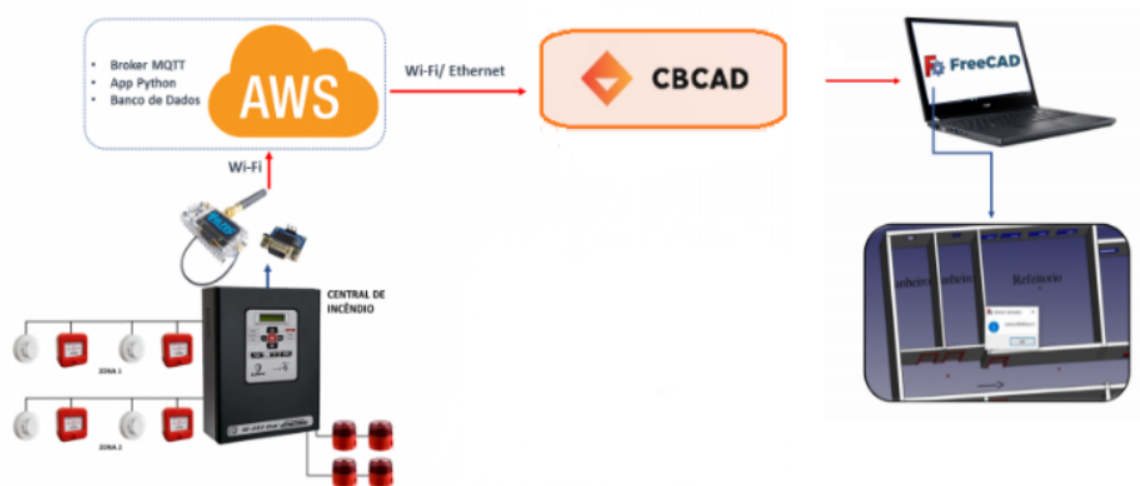 • Broker MQTT
• App Python
• Banco de Dados
AWS
Wi-Fi/ Ethernet
CBCAD
FreeCAD
Wi-Fi
CENTRAL DE
INCÊNDIO
ZONA 1
ZONA 2
Refeitorio